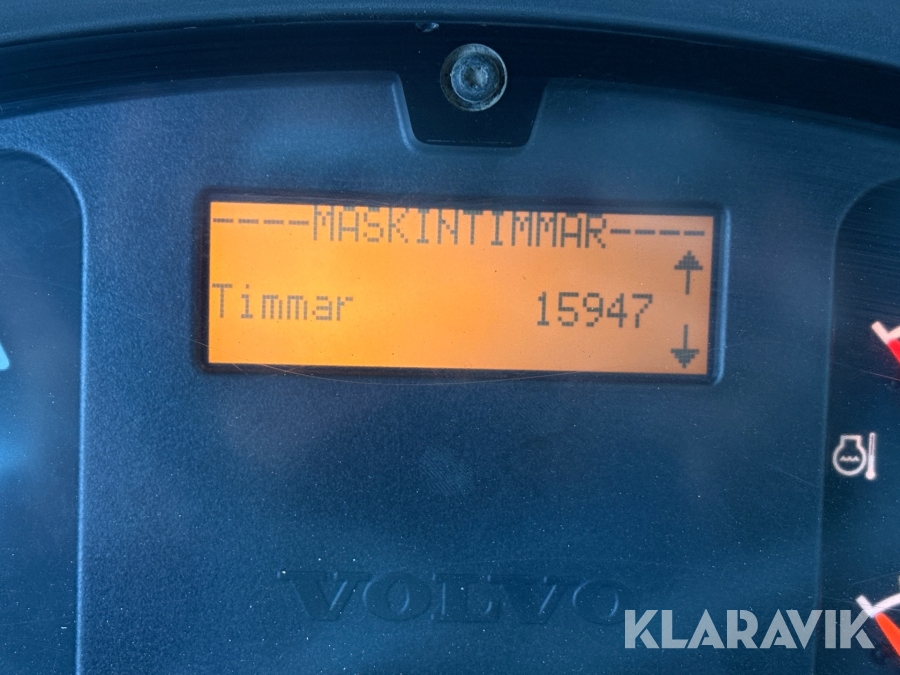 ----MASKINTIMMAR----
Timmar 15947
VOLVO
KLARAVIK